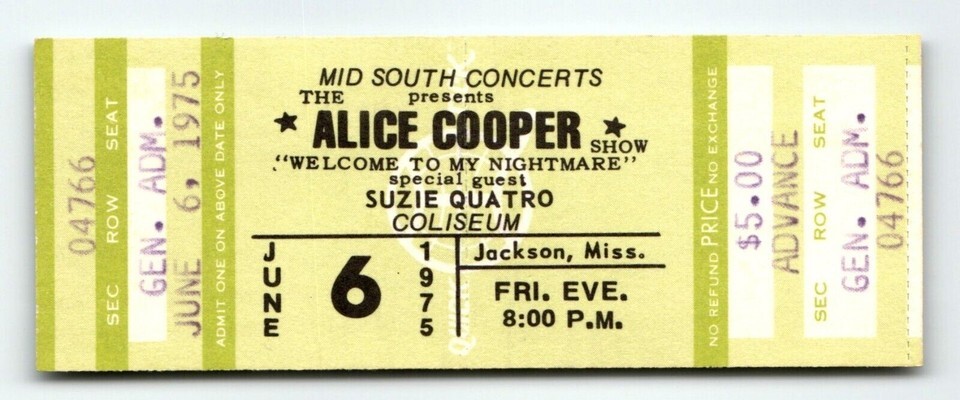 04766
SEC ROW SEAT
GEN. ADM.
JUNE 6, 1975
ADMIT ONE ON ABOVE DATE ONLY
MID SOUTH CONCERTS
THE presents
★ ALICE COOPER ★ SHOW
"WELCOME TO MY NIGHTMARE"
special guest
SUZIE QUATRO
COLISEUM
JUNE 6 1975
Jackson, Miss.
FRI. EVE.
8:00 P.M.
NO REFUND PRICE NO EXCHANGE
$5.00
ADVANCE
SEC ROW SEAT
GEN. ADM.
04766